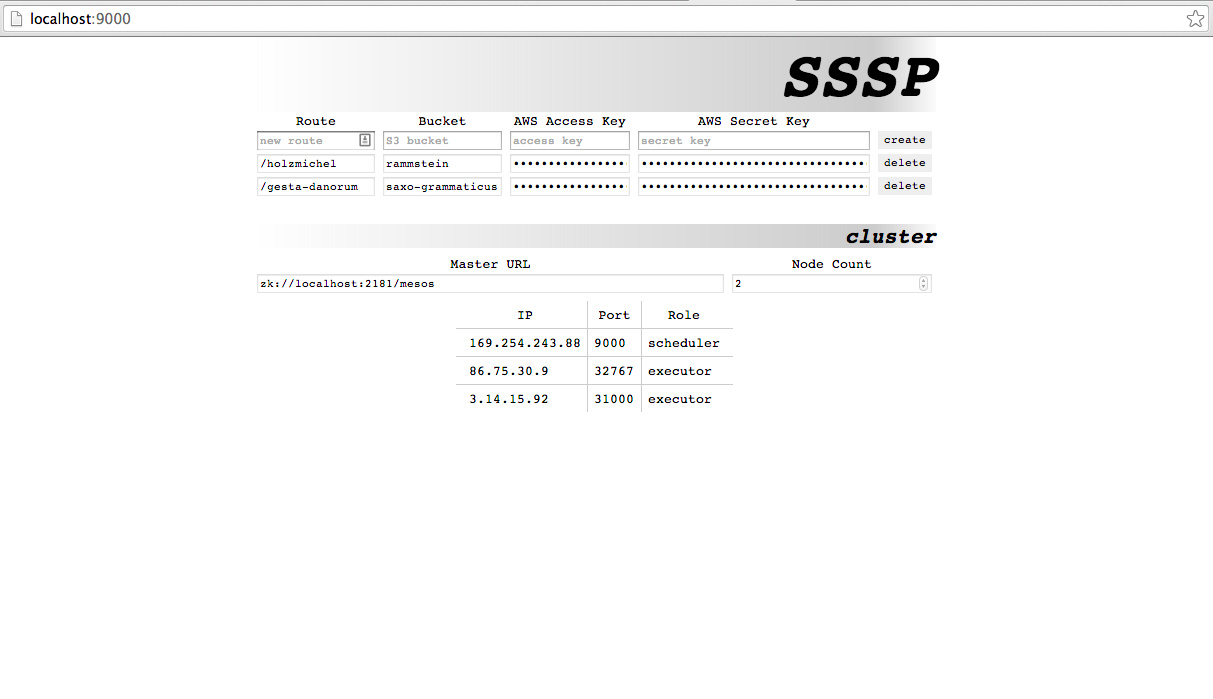 localhost:9000
SSSP
Route Bucket AWS Access Key AWS Secret Key
new route S3 bucket access key secret key create
/holzmichel rammstein •••••••••••••••• •••••••••••••••••••••••••••••••• delete
/gesta-danorum saxo-grammaticus •••••••••••••••• •••••••••••••••••••••••••••••••• delete
cluster
Master URL Node Count
zk://localhost:2181/mesos 2
IP Port Role
169.254.243.88 9000 scheduler
86.75.30.9 32767 executor
3.14.15.92 31000 executor